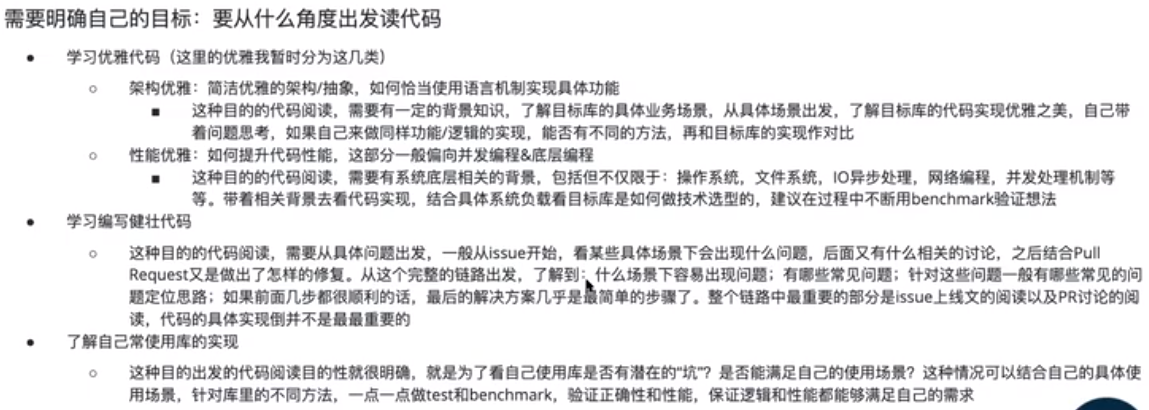 需要明确自己的目标：要从什么角度出发读代码
● 学习优雅代码（这里的优雅我暂时分为这几类）
○ 架构优雅：简洁优雅的架构/抽象，如何恰当使用语言机制实现具体功能
■ 这种目的的代码阅读，需要有一定的背景知识，了解目标库的具体业务场景，从具体场景出发，了解目标库的代码实现优雅之美，自己带
着问题思考，如果自己来做同样功能/逻辑的实现，能否有不同的方法，再和目标库的实现作对比
○ 性能优雅：如何提升代码性能，这部分一般偏向并发编程&底层编程
■ 这种目的的代码阅读，需要有系统底层相关的背景，包括但不仅限于：操作系统，文件系统，IO异步处理，网络编程，并发处理机制等
等。带着相关背景去看代码实现，结合具体系统负载看目标库是如何做技术选型的，建议在过程中不断用benchmark验证想法
● 学习编写健壮代码
○ 这种目的的代码阅读，需要从具体问题出发，一般从issue开始，看某些具体场景下会出现什么问题，后面又有什么相关的讨论，之后结合Pull
Request又是做出了怎样的修复。从这个完整的链路出发，了解到：什么场景下容易出现问题；有哪些常见问题；针对这些问题一般有哪些常见的问
题定位思路；如果前面几步都很顺利的话，最后的解决方案几乎是最简单的步骤了。整个链路中最重要的部分是issue上线文的阅读以及PR讨论的阅
读，代码的具体实现倒并不是最最重要的
● 了解自己常使用库的实现
○ 这种目的出发的代码阅读目的性就很明确，就是为了看自己使用库是否有潜在的“坑”？是否能满足自己的使用场景？这种情况可以结合自己的具体使
用场景，针对库里的不同方法，一点一点做test和benchmark，验证正确性和性能，保证逻辑和性能都能够满足自己的需求